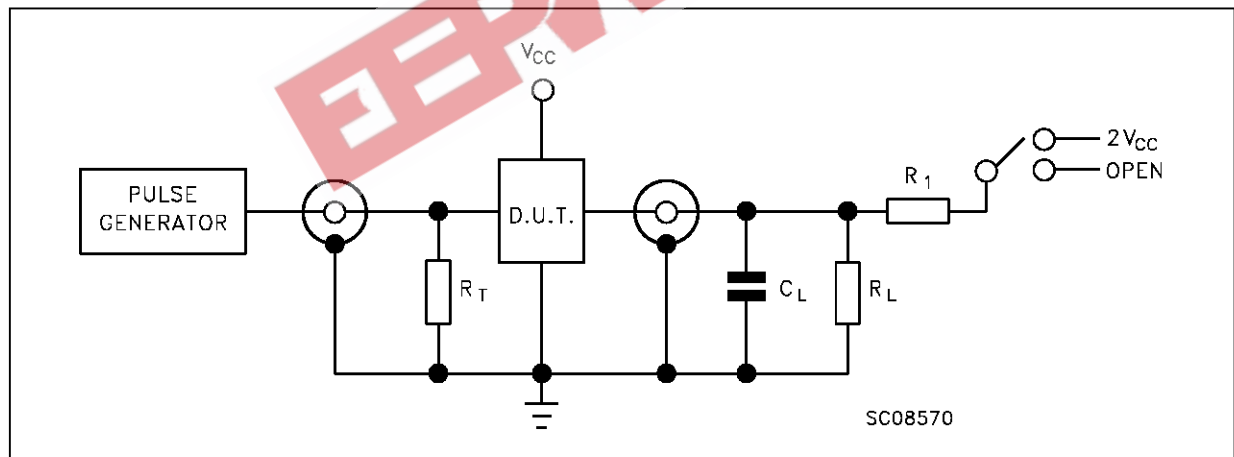 VCC
2VCC
OPEN
PULSE
GENERATOR
D.U.T.
R1
RT
CL
RL
SC08570